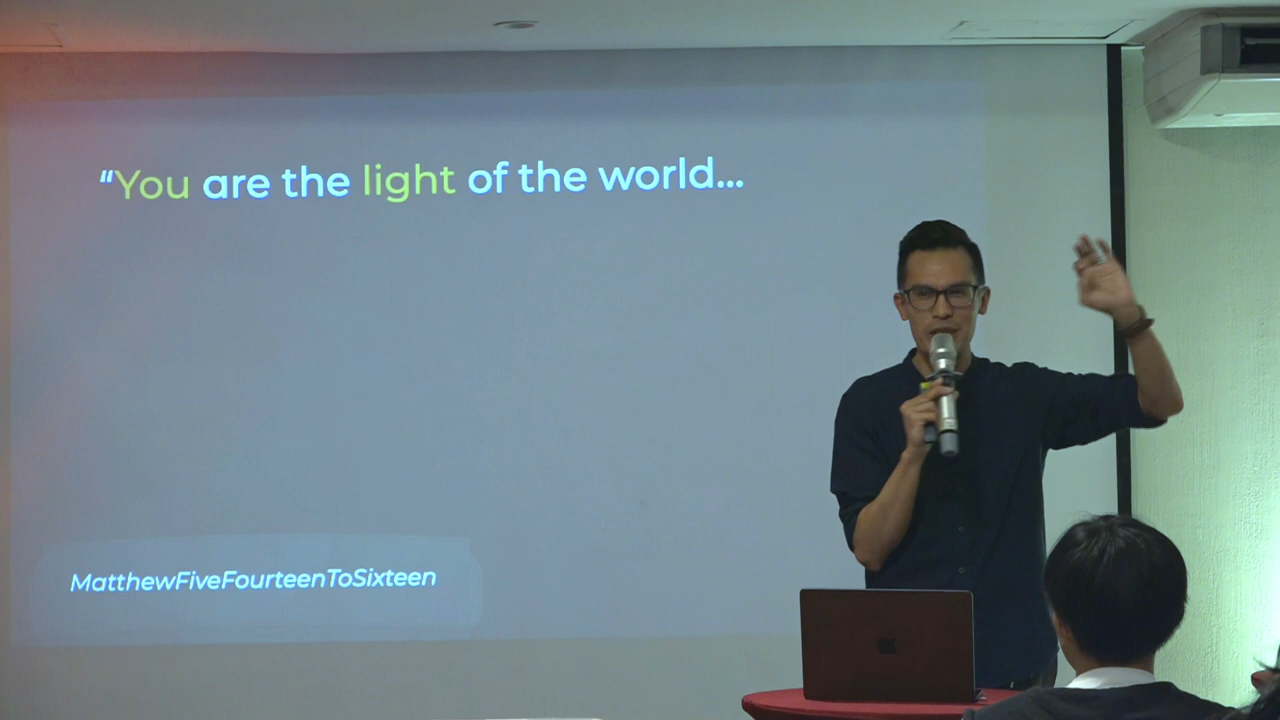 “You are the light of the world...
MatthewFiveFourteenToSixteen